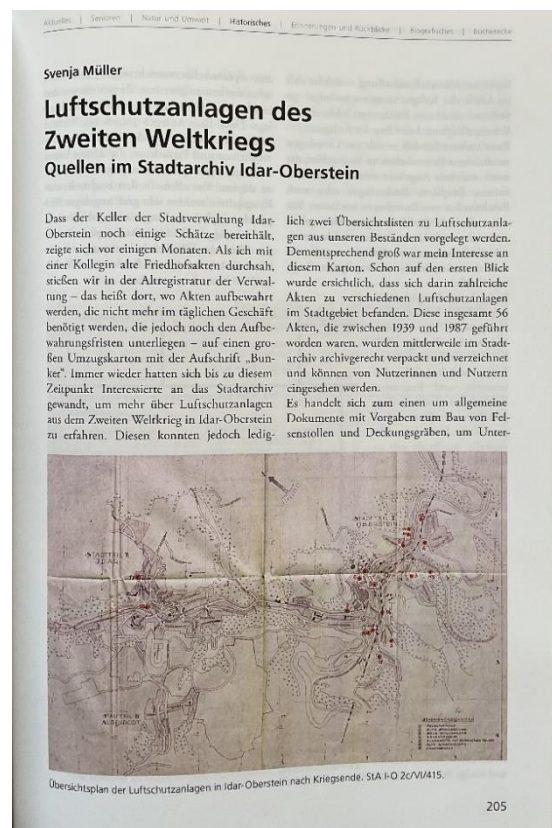 Aktuelles | Senioren | Natur und Umwelt | Historisches | Erinnerungen und Rückblicke | Biografisches | Bücherecke
Svenja Müller
Luftschutzanlagen des
Zweiten Weltkriegs
Quellen im Stadtarchiv Idar-Oberstein
Dass der Keller der Stadtverwaltung Idar-
Oberstein noch einige Schätze bereithält,
zeigte sich vor einigen Monaten. Als ich mit
einer Kollegin alte Friedhofsakten durchsah,
stießen wir in der Altregistratur der Verwal-
tung – das heißt dort, wo Akten aufbewahrt
werden, die nicht mehr im täglichen Geschäft
benötigt werden, die jedoch noch den Aufbe-
wahrungsfristen unterliegen – auf einen gro-
ßen Umzugskarton mit der Aufschrift „Bun-
ker“. Immer wieder hatten sich bis zu diesem
Zeitpunkt Interessierte an das Stadtarchiv
gewandt, um mehr über Luftschutzanlagen
aus dem Zweiten Weltkrieg in Idar-Oberstein
zu erfahren. Diesen konnten jedoch ledig-
lich zwei Übersichtslisten zu Luftschutzanla-
gen aus unseren Beständen vorgelegt werden.
Dementsprechend groß war mein Interesse an
diesem Karton. Schon auf den ersten Blick
wurde ersichtlich, dass sich darin zahlreiche
Akten zu verschiedenen Luftschutzanlagen
im Stadtgebiet befanden. Diese insgesamt 56
Akten, die zwischen 1939 und 1987 geführt
worden waren, wurden mittlerweile im Stadt-
archiv archivgerecht verpackt und verzeichnet
und können von Nutzerinnen und Nutzern
eingesehen werden.
Es handelt sich zum einen um allgemeine
Dokumente mit Vorgaben zum Bau von Fel-
senstollen und Deckungsgräben, um Unter-
STADTTEIL
OBERSTEIN
STADTTEIL
IDAR
STADTTEIL
ALGENRODT
Übersichtsplan der Luftschutzanlagen in Idar-Oberstein nach Kriegsende. StA I-O 2c/VI/415.
205